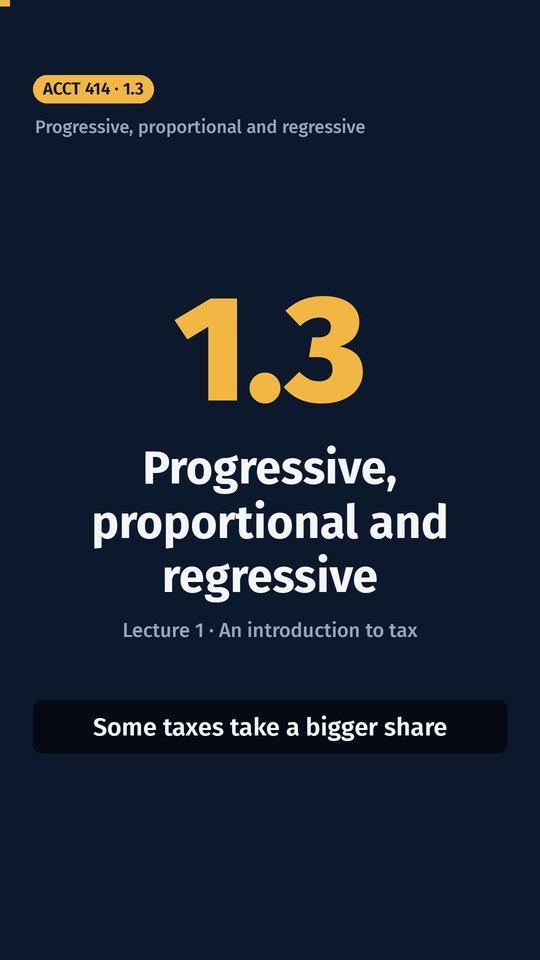 ACCT 414 · 1.3
Progressive, proportional and regressive
1.3
Progressive,
proportional and
regressive
Lecture 1 · An introduction to tax
Some taxes take a bigger share